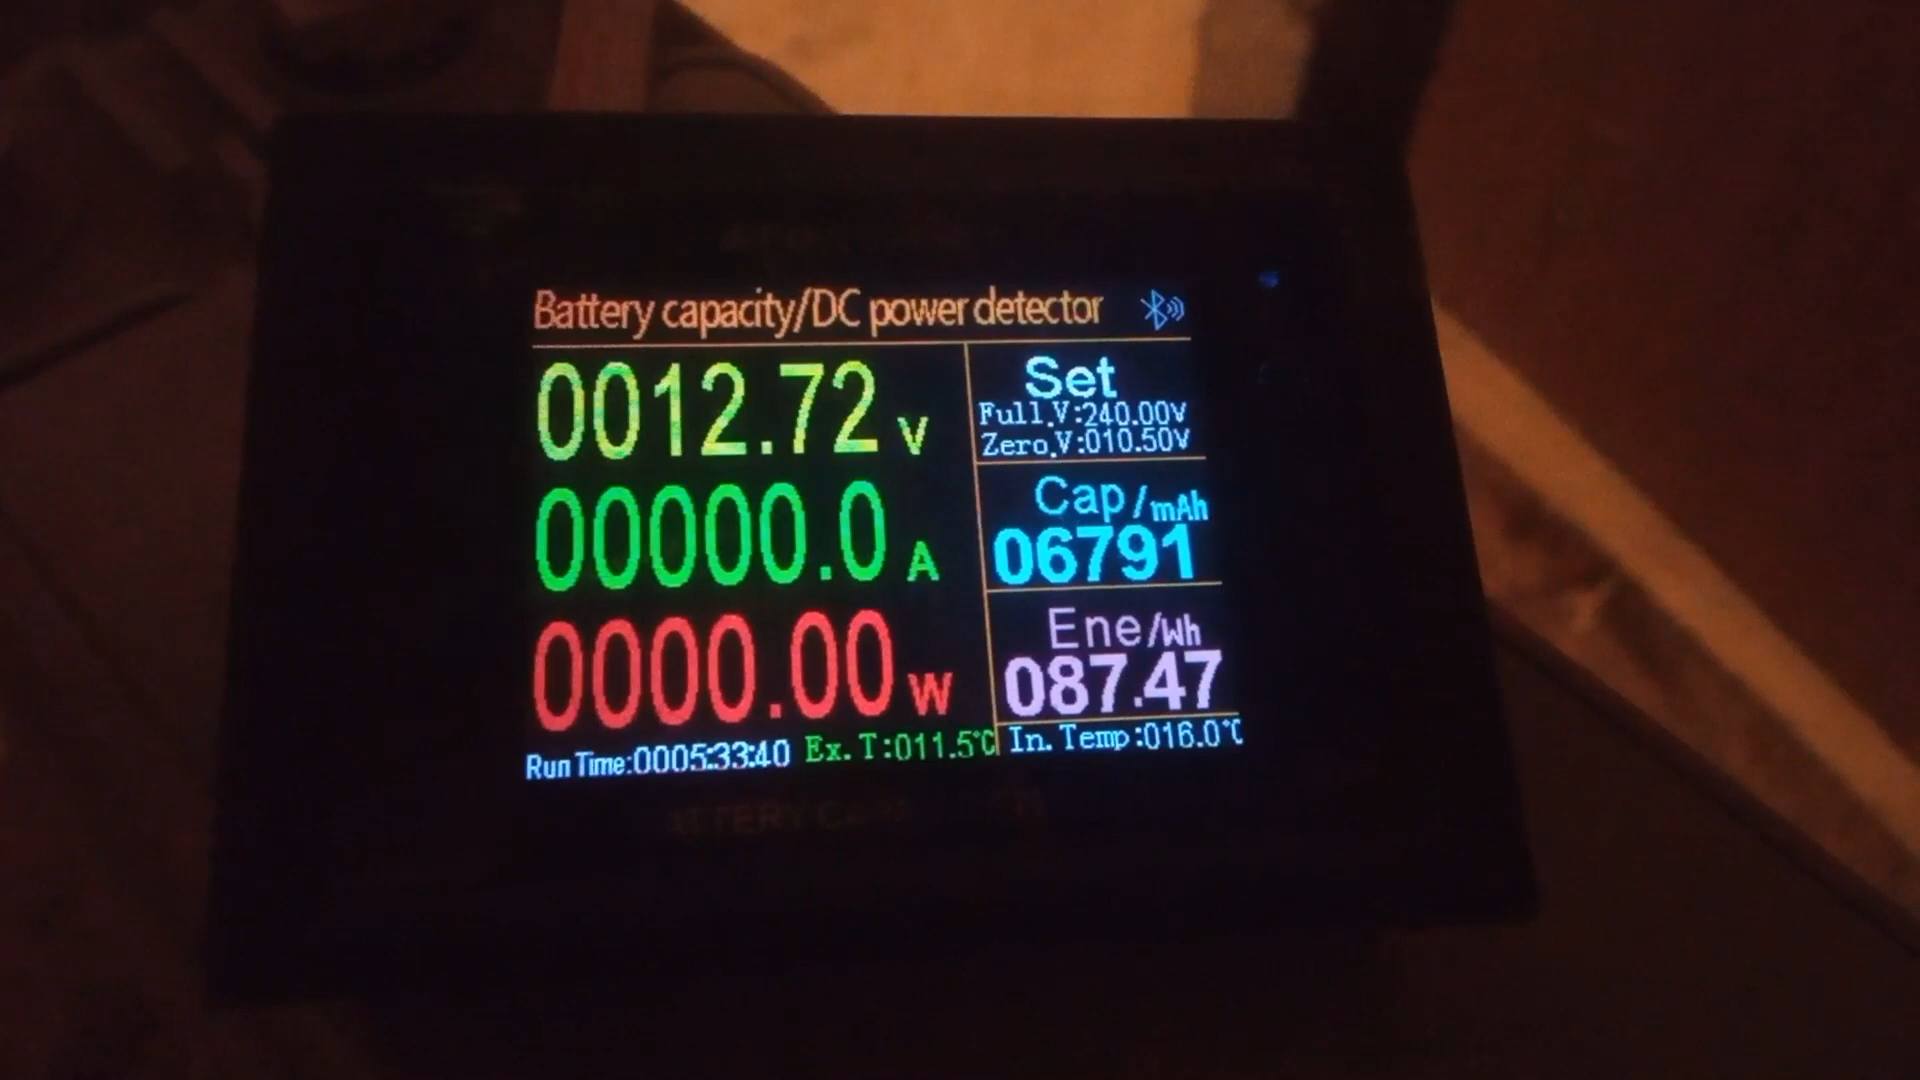 Battery capacity/DC power detector
0012.72 V
00000.0 A
0000.00 W
Set
Full.V:240.00V
Zero.V:010.50V
Cap/mAh
06791
Ene/Wh
087.47
Run Time:0005:33:40 Ex. T:011.5℃ In. Temp:016.0℃